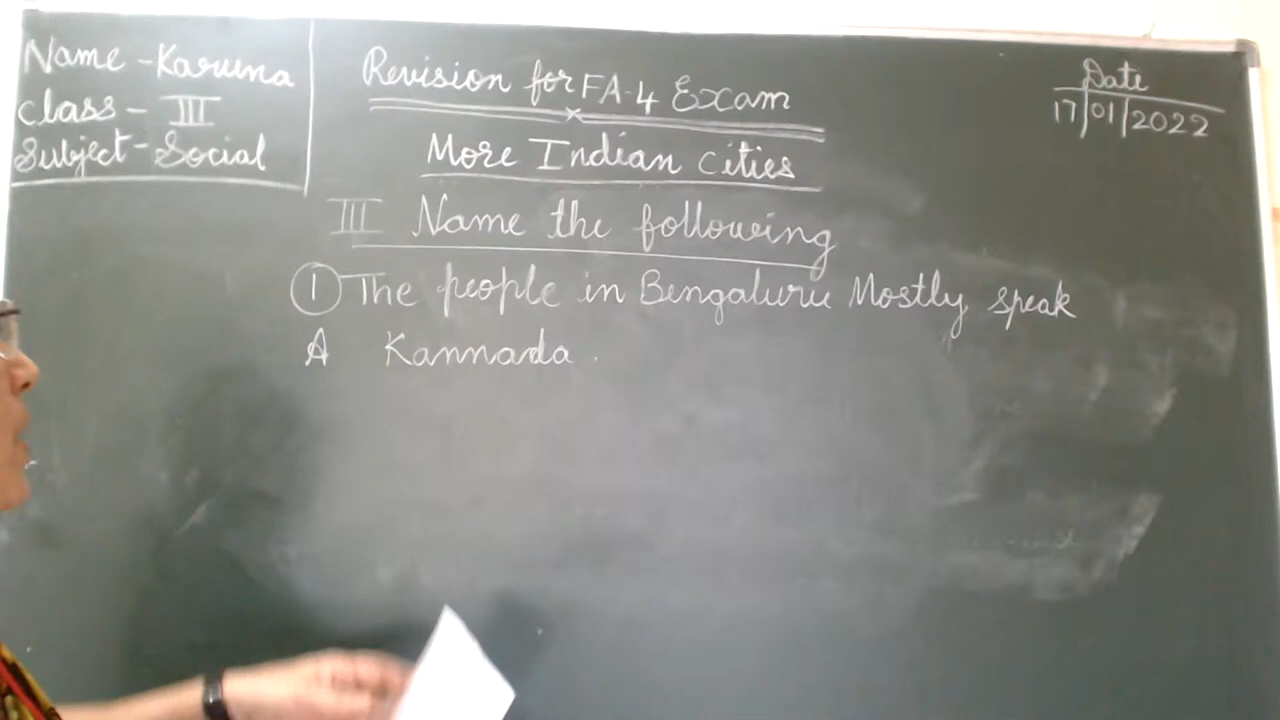 Name - Karuna
Class - III
Subject - Social
Revision for FA-4 Exam
More Indian Cities
Date
17/01/2022
III Name the following
① The people in Bengaluru Mostly speak
A Kannada.